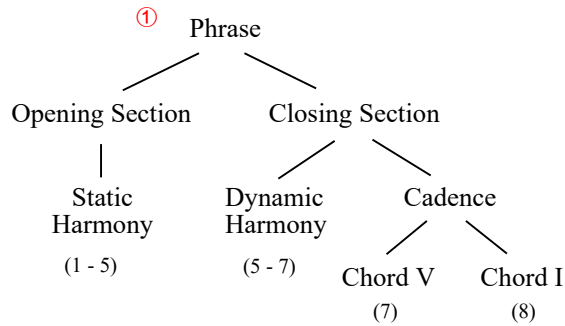 ① Phrase
Opening Section Closing Section
Static Dynamic Cadence
Harmony Harmony
(1 - 5) (5 - 7)
Chord V Chord I
(7) (8)